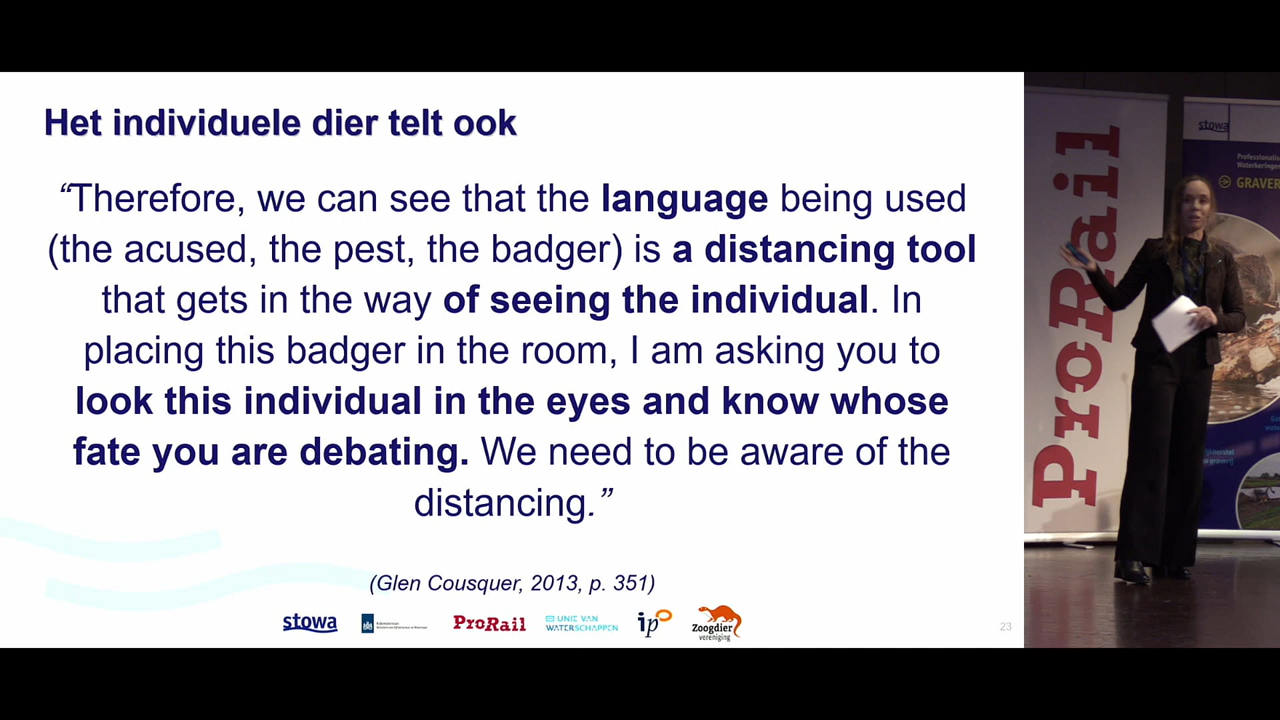 Het individuele dier telt ook
“Therefore, we can see that the language being used
(the acused, the pest, the badger) is a distancing tool
that gets in the way of seeing the individual. In
placing this badger in the room, I am asking you to
look this individual in the eyes and know whose
fate you are debating. We need to be aware of the
distancing.”
(Glen Cousquer, 2013, p. 351)
stowa
ProRail
UNIE VAN
WATERSCHAPPEN
ipo
Zoogdier
vereniging
23
ProRail
stowa
Professionalis
Waterkeringen
GRAVER